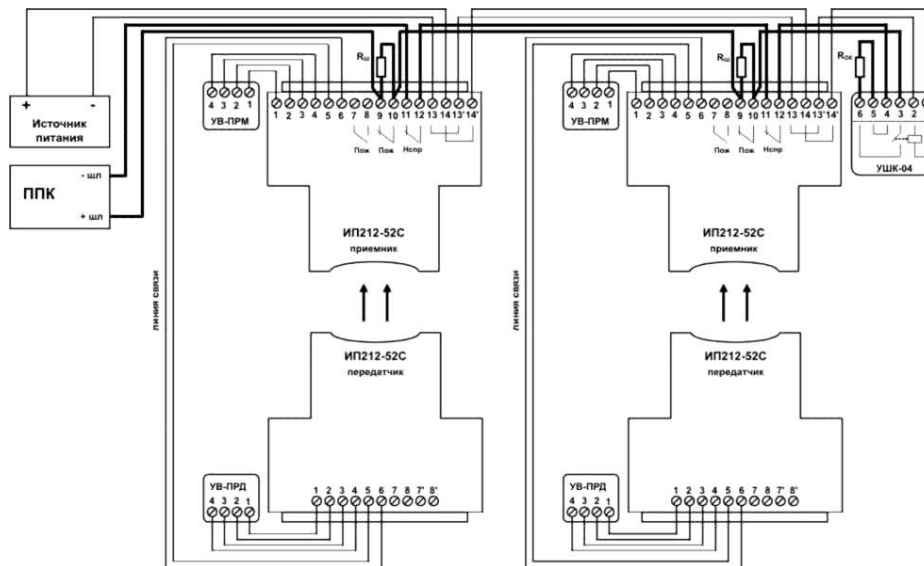 + -
Источник
питания
ППК
- шл
+ шл
линия связи
4 3 2 1
УВ-ПРМ
Rш
1 2 3 4 5 6 7 8 9 10 11 12 13 14 13' 14'
Пож Пож Нспр
ИП212-52С
приемник
ИП212-52С
передатчик
УВ-ПРД
4 3 2 1
1 2 3 4 5 6 7 8 7' 8'
линия связи
4 3 2 1
УВ-ПРМ
Rш
1 2 3 4 5 6 7 8 9 10 11 12 13 14 13' 14'
Пож Пож Нспр
ИП212-52С
приемник
ИП212-52С
передатчик
УВ-ПРД
4 3 2 1
1 2 3 4 5 6 7 8 7' 8'
Rок
6 5 4 3 2
УШК-04